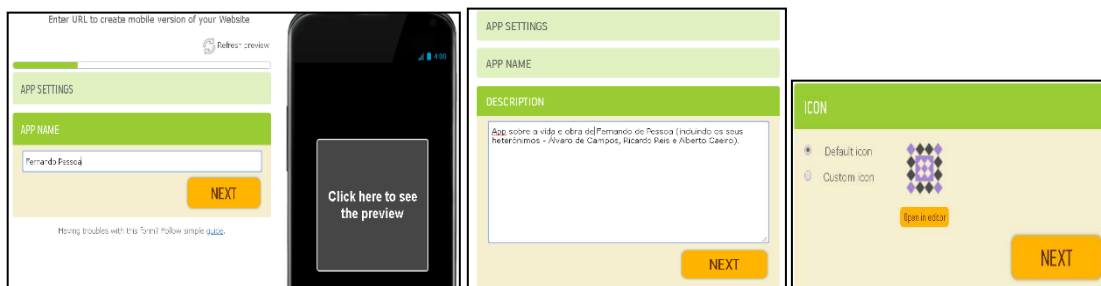 Enter URL to create mobile version of your Website
Refresh preview
APP SETTINGS
APP NAME
Fernando Pessoa
NEXT
Having troubles with this form? Follow simple guide.
4:00
Click here to see
the preview
APP SETTINGS
APP NAME
DESCRIPTION
App sobre a vida e obra de Fernando de Pessoa (incluindo os seus
heterónimos - Álvaro de Campos, Ricardo Reis e Alberto Caeiro).
NEXT
ICON
Default icon
Custom icon
Open in editor
NEXT